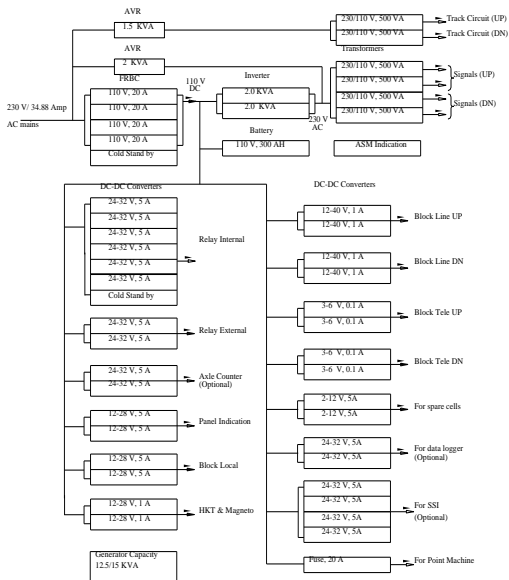 AVR
1.5 KVA
AVR
2 KVA
FRBC
110 V, 20 A
110 V, 20 A
110 V, 20 A
110 V, 20 A
Cold Stand by
230 V/ 34.88 Amp
AC mains
110 V
DC
Inverter
2.0 KVA
2.0 KVA
230 V
AC
Battery
110 V, 300 AH
230/110 V, 500 VA
230/110 V, 500 VA
Transformers
230/110 V, 500 VA
230/110 V, 500 VA
230/110 V, 500 VA
230/110 V, 500 VA
Track Circuit (UP)
Track Circuit (DN)
Signals (UP)
Signals (DN)
ASM Indication
DC-DC Converters
24-32 V, 5 A
24-32 V, 5 A
24-32 V, 5 A
24-32 V, 5 A
24-32 V, 5 A
24-32 V, 5 A
Cold Stand by
Relay Internal
24-32 V, 5 A
24-32 V, 5 A
Relay External
24-32 V, 5 A
24-32 V, 5 A
Axle Counter
(Optional)
12-28 V, 5 A
12-28 V, 5 A
Panel Indication
12-28 V, 5 A
12-28 V, 5 A
Block Local
12-28 V, 1 A
12-28 V, 1 A
HKT & Magneto
Generator Capacity
12.5/15 KVA
DC-DC Converters
12-40 V, 1 A
12-40 V, 1 A
Block Line UP
12-40 V, 1 A
12-40 V, 1 A
Block Line DN
3-6 V, 0.1 A
3-6 V, 0.1 A
Block Tele UP
3-6 V, 0.1 A
3-6 V, 0.1 A
Block Tele DN
2-12 V, 5A
2-12 V, 5A
For spare cells
24-32 V, 5A
24-32 V, 5A
For data logger
(Optional)
24-32 V, 5A
24-32 V, 5A
24-32 V, 5A
24-32 V, 5A
For SSI
(Optional)
Fuse, 20 A
For Point Machine